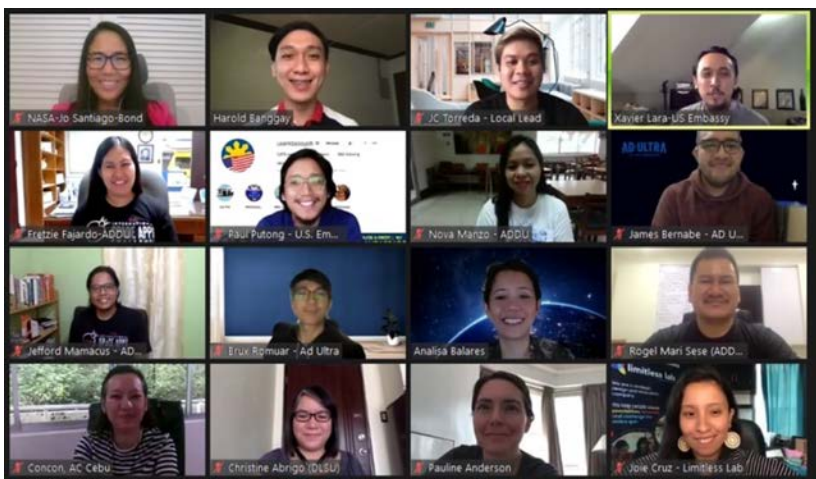 NASA-Jo Santiago-Bond
Harold Banggay
JC Torreda - Local Lead
Xavier Lara-US Embassy
Fretzie Fajardo-ADDU...
Paul Putong - U.S. Em...
Nova Manzo - ADDU
AD ULTRA
James Bernabe - AD U...
Jefford Mamacus - AD...
Brux Romuar - Ad Ultra
Analisa Balares
Rogel Mari Sese (ADD...
Concon, AC Cebu
Christine Abrigo (DLSU)
Pauline Anderson
limitless lab
Joie Cruz - Limitless Lab